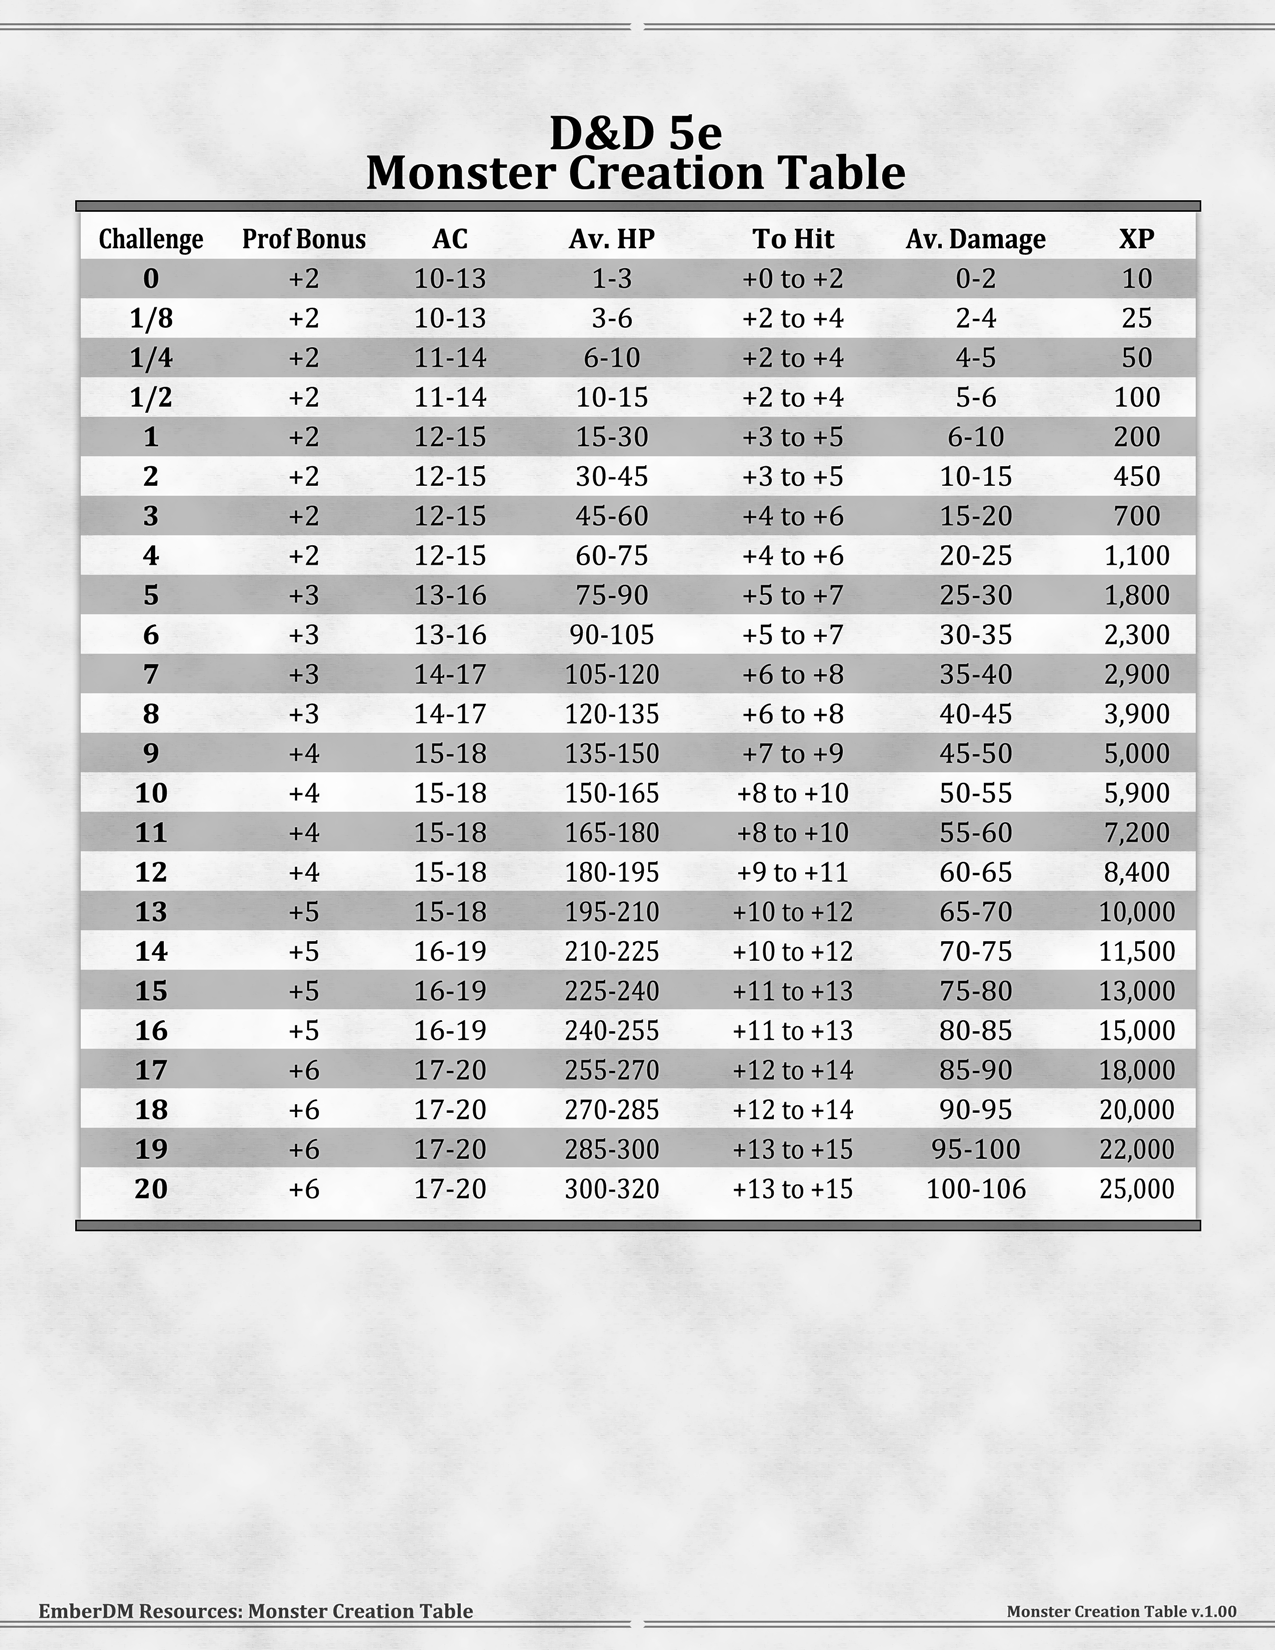 D&D 5e
Monster Creation Table
Challenge Prof Bonus AC Av. HP To Hit Av. Damage XP
0 +2 10-13 1-3 +0 to +2 0-2 10
1/8 +2 10-13 3-6 +2 to +4 2-4 25
1/4 +2 11-14 6-10 +2 to +4 4-5 50
1/2 +2 11-14 10-15 +2 to +4 5-6 100
1 +2 12-15 15-30 +3 to +5 6-10 200
2 +2 12-15 30-45 +3 to +5 10-15 450
3 +2 12-15 45-60 +4 to +6 15-20 700
4 +2 12-15 60-75 +4 to +6 20-25 1,100
5 +3 13-16 75-90 +5 to +7 25-30 1,800
6 +3 13-16 90-105 +5 to +7 30-35 2,300
7 +3 14-17 105-120 +6 to +8 35-40 2,900
8 +3 14-17 120-135 +6 to +8 40-45 3,900
9 +4 15-18 135-150 +7 to +9 45-50 5,000
10 +4 15-18 150-165 +8 to +10 50-55 5,900
11 +4 15-18 165-180 +8 to +10 55-60 7,200
12 +4 15-18 180-195 +9 to +11 60-65 8,400
13 +5 15-18 195-210 +10 to +12 65-70 10,000
14 +5 16-19 210-225 +10 to +12 70-75 11,500
15 +5 16-19 225-240 +11 to +13 75-80 13,000
16 +5 16-19 240-255 +11 to +13 80-85 15,000
17 +6 17-20 255-270 +12 to +14 85-90 18,000
18 +6 17-20 270-285 +12 to +14 90-95 20,000
19 +6 17-20 285-300 +13 to +15 95-100 22,000
20 +6 17-20 300-320 +13 to +15 100-106 25,000
EmberDM Resources: Monster Creation Table
Monster Creation Table v.1.00